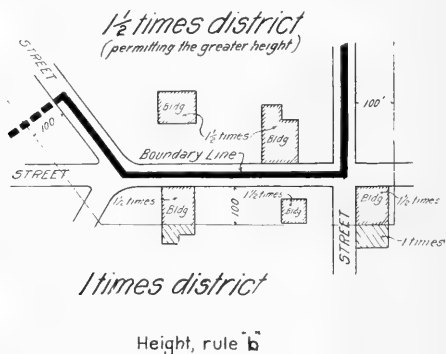 1½ times district
(permitting the greater height)
STREET
100'
Bldg
1½ times
Bldg
100'
Boundary Line
STREET
1½ times
Bldg
100'
1½ times
Bldg
Bldg
1½ times
1 times
STREET
1 times district
Height, rule "b"